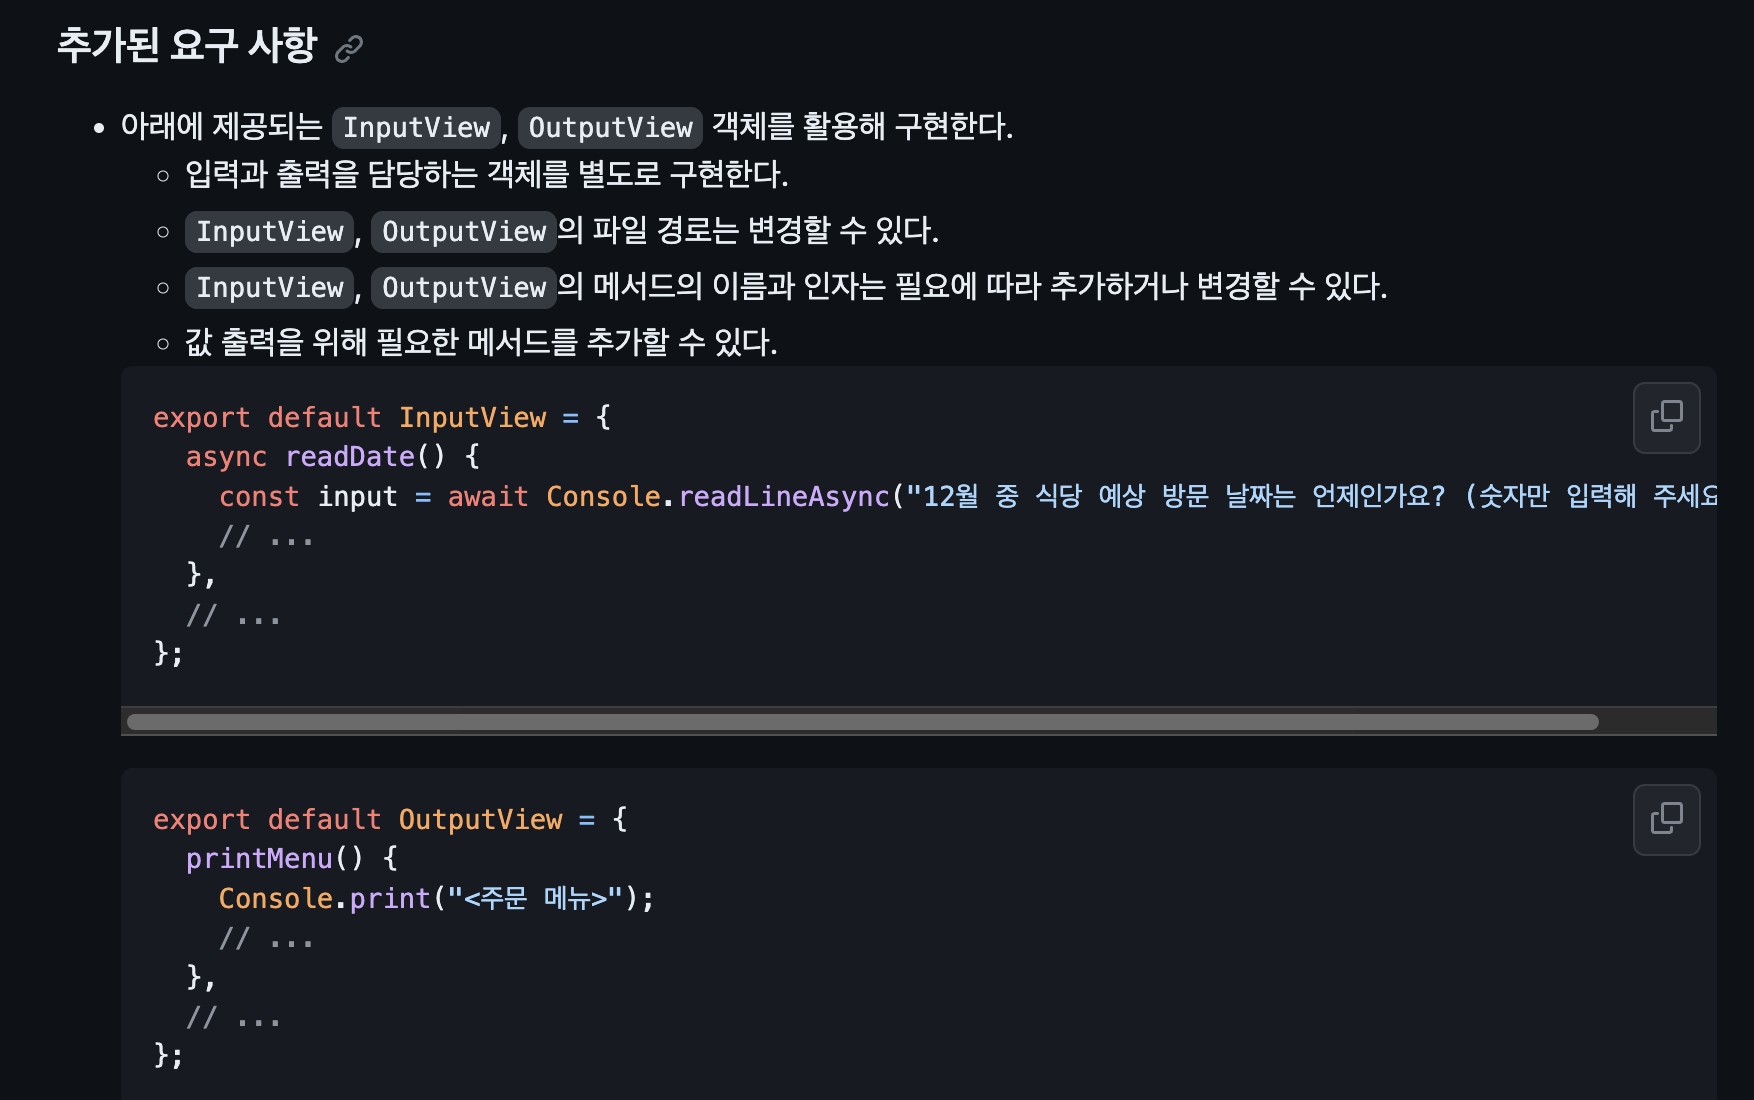 추가된 요구 사항
• 아래에 제공되는 InputView, OutputView 객체를 활용해 구현한다.
◦ 입력과 출력을 담당하는 객체를 별도로 구현한다.
◦ InputView, OutputView의 파일 경로는 변경할 수 있다.
◦ InputView, OutputView의 메서드의 이름과 인자는 필요에 따라 추가하거나 변경할 수 있다.
◦ 값 출력을 위해 필요한 메서드를 추가할 수 있다.
export default InputView = {
  async readDate() {
    const input = await Console.readLineAsync("12월 중 식당 예상 방문 날짜는 언제인가요? (숫자만 입력해 주세요
    // ...
  },
  // ...
};
export default OutputView = {
  printMenu() {
    Console.print("<주문 메뉴>");
    // ...
  },
  // ...
};